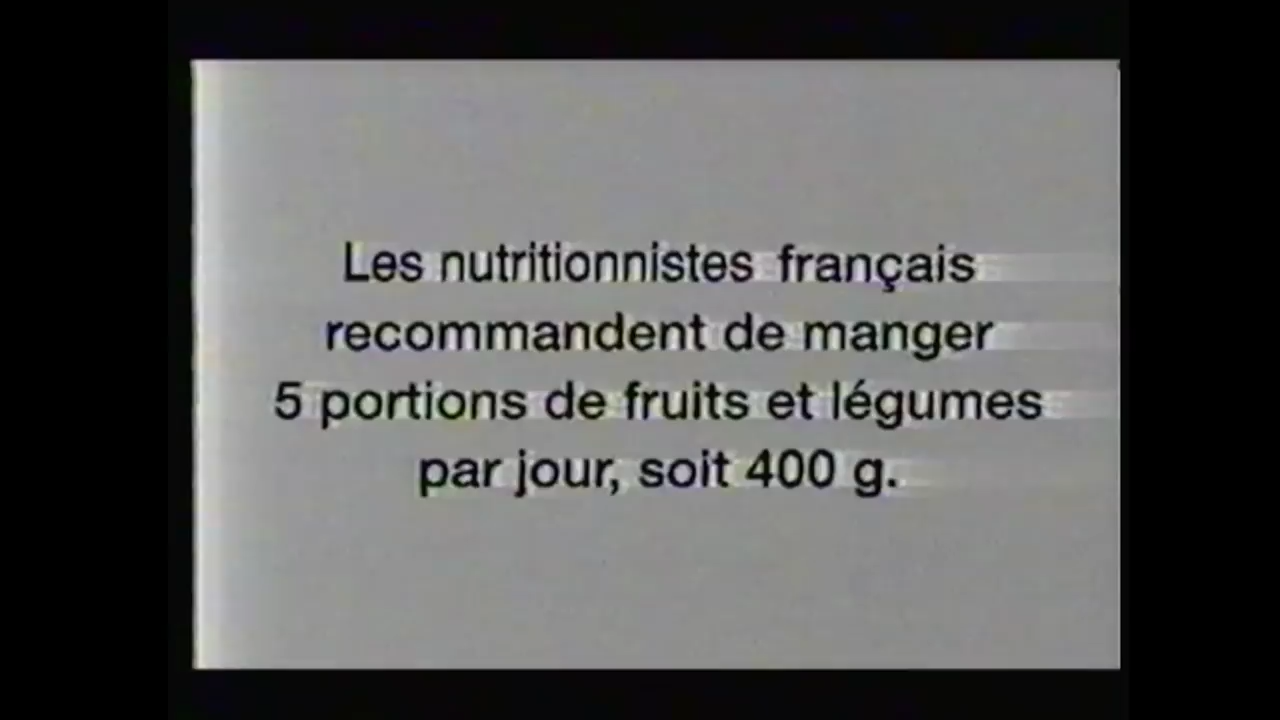 Les nutritionnistes français
recommandent de manger
5 portions de fruits et légumes
par jour, soit 400 g.